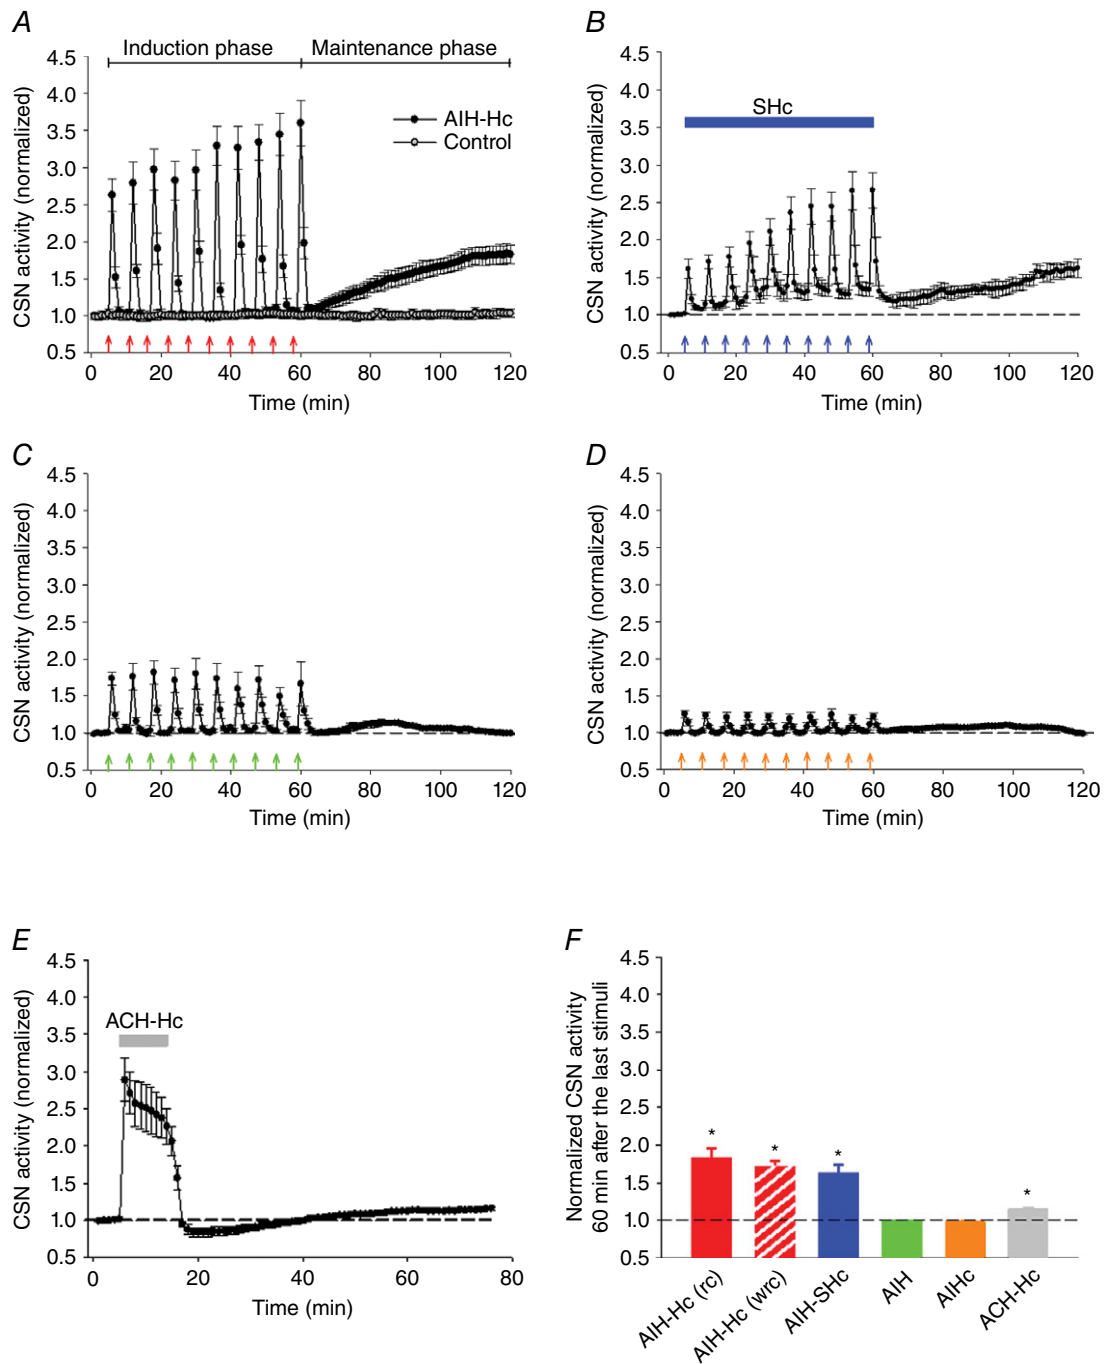 A
Induction phase
Maintenance phase
CSN activity (normalized)
4.5
4.0
3.5
3.0
2.5
2.0
1.5
1.0
0.5
AIH-Hc
Control
0 20 40 60 80 100 120
Time (min)
B
CSN activity (normalized)
4.5
4.0
3.5
3.0
2.5
2.0
1.5
1.0
0.5
SHc
0 20 40 60 80 100 120
Time (min)
C
CSN activity (normalized)
4.5
4.0
3.5
3.0
2.5
2.0
1.5
1.0
0.5
0 20 40 60 80 100 120
Time (min)
D
CSN activity (normalized)
4.5
4.0
3.5
3.0
2.5
2.0
1.5
1.0
0.5
0 20 40 60 80 100 120
Time (min)
E
CSN activity (normalized)
4.5
4.0
3.5
3.0
2.5
2.0
1.5
1.0
0.5
ACH-Hc
0 20 40 60 80
Time (min)
F
Normalized CSN activity
60 min after the last stimuli
4.5
4.0
3.5
3.0
2.5
2.0
1.5
1.0
0.5
* * * *
AIH-Hc (rc)
AIH-Hc (wrc)
AIH-SHc
AIH
AIHc
ACH-Hc